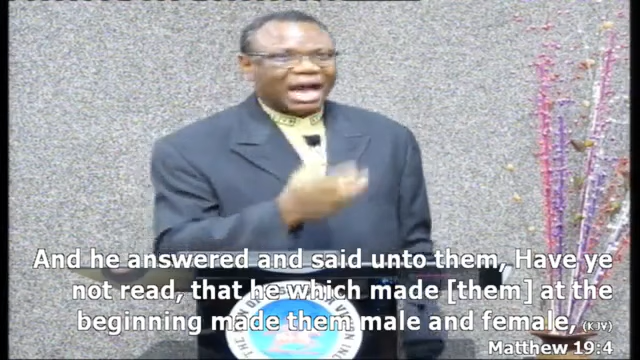 And he answered and said unto them, Have ye
not read, that he which made [them] at the
beginning made them male and female, (KJV)
Matthew 19:4